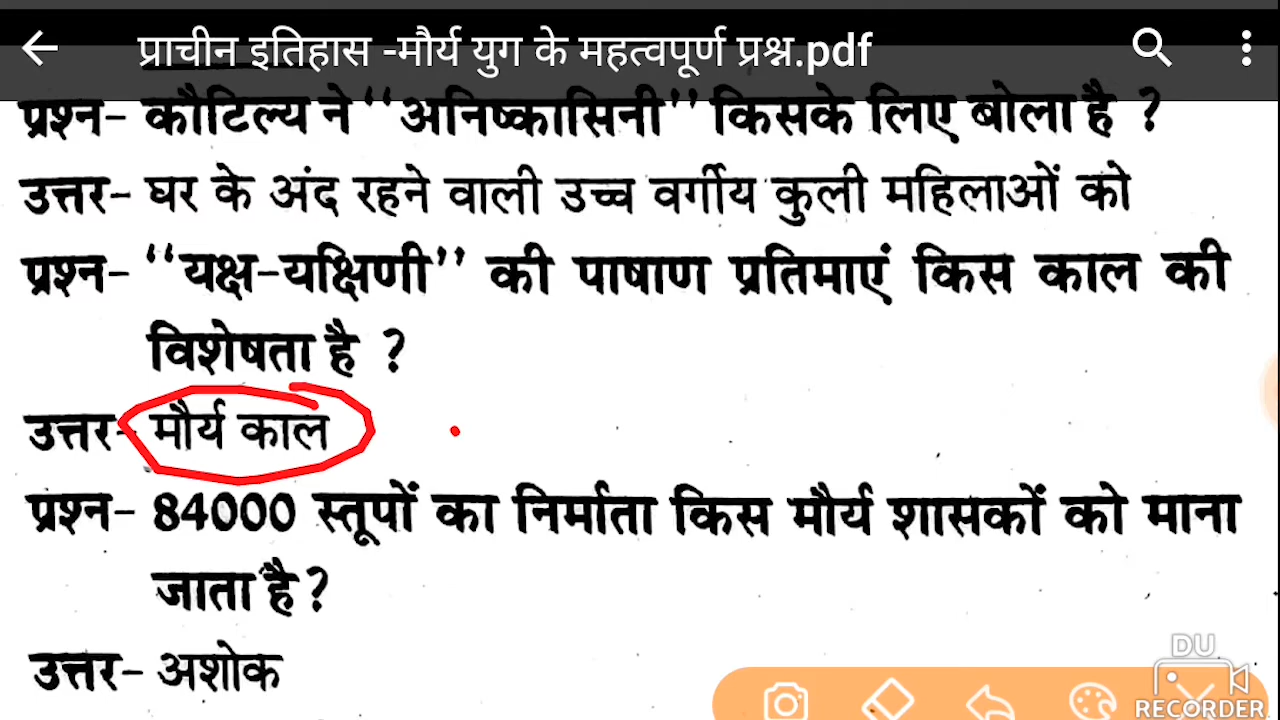 प्राचीन इतिहास -मौर्य युग के महत्वपूर्ण प्रश्न.pdf
प्रश्न- कौटिल्य ने "अनिष्कासिनी" किसके लिए बोला है ?
उत्तर- घर के अंद रहने वाली उच्च वर्गीय कुली महिलाओं को
प्रश्न- "यक्ष-यक्षिणी" की पाषाण प्रतिमाएं किस काल की
विशेषता है ?
उत्तर- मौर्य काल
प्रश्न- 84000 स्तूपों का निर्माता किस मौर्य शासकों को माना
जाता है ?
उत्तर- अशोक
DU
RECORDER